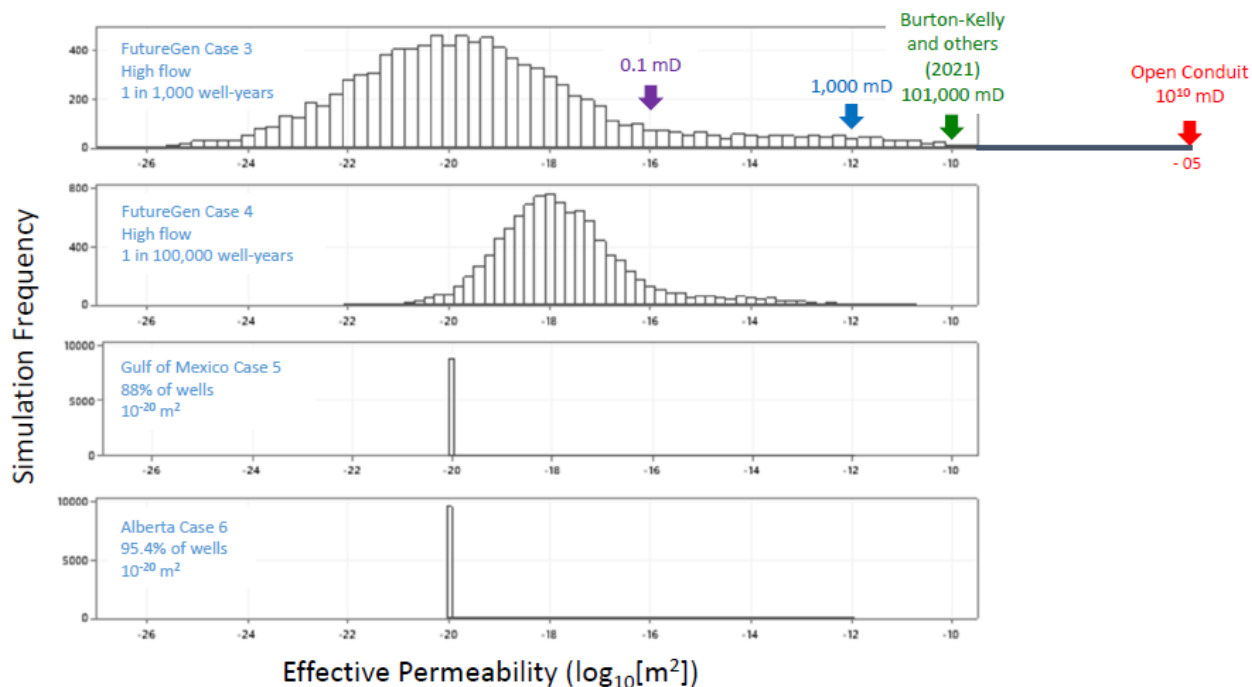 Burton-Kelly
and others
(2021)
101,000 mD
Open Conduit
10¹⁰ mD
0.1 mD
1,000 mD
FutureGen Case 3
High flow
1 in 1,000 well-years
400
200
0
-26 -24 -22 -20 -18 -16 -14 -12 -10
- 05
FutureGen Case 4
High flow
1 in 100,000 well-years
800
400
0
-26 -24 -22 -20 -18 -16 -14 -12 -10
Simulation Frequency
Gulf of Mexico Case 5
88% of wells
10⁻²⁰ m²
10000
5000
0
-26 -24 -22 -20 -18 -16 -14 -12 -10
Alberta Case 6
95.4% of wells
10⁻²⁰ m²
10000
5000
0
-26 -24 -22 -20 -18 -16 -14 -12 -10
Effective Permeability (log₁₀[m²])